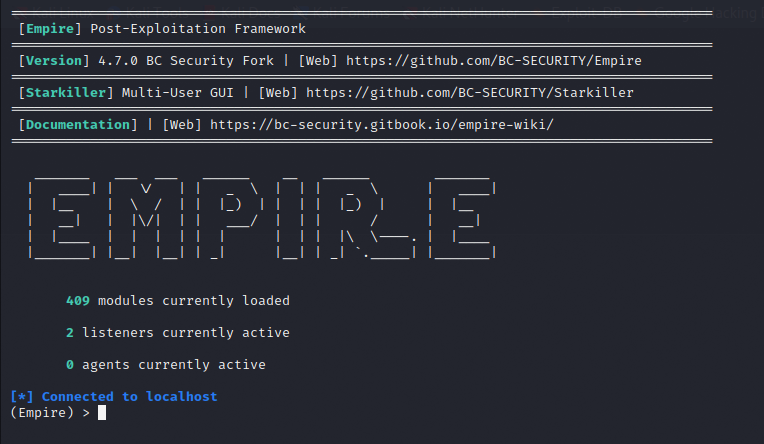 [Empire] Post-Exploitation Framework
[Version] 4.7.0 BC Security Fork | [Web] https://github.com/BC-SECURITY/Empire
[Starkiller] Multi-User GUI | [Web] https://github.com/BC-SECURITY/Starkiller
[Documentation] | [Web] https://bc-security.gitbook.io/empire-wiki/
EMPIRE
409 modules currently loaded
2 listeners currently active
0 agents currently active
[*] Connected to localhost
(Empire) >